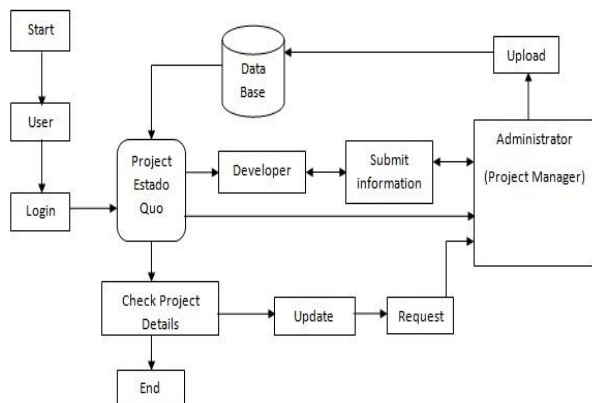 Start
User
Login
Data
Base
Upload
Project
Estado
Quo
Developer
Submit
information
Administrator
(Project Manager)
Check Project
Details
Update
Request
End